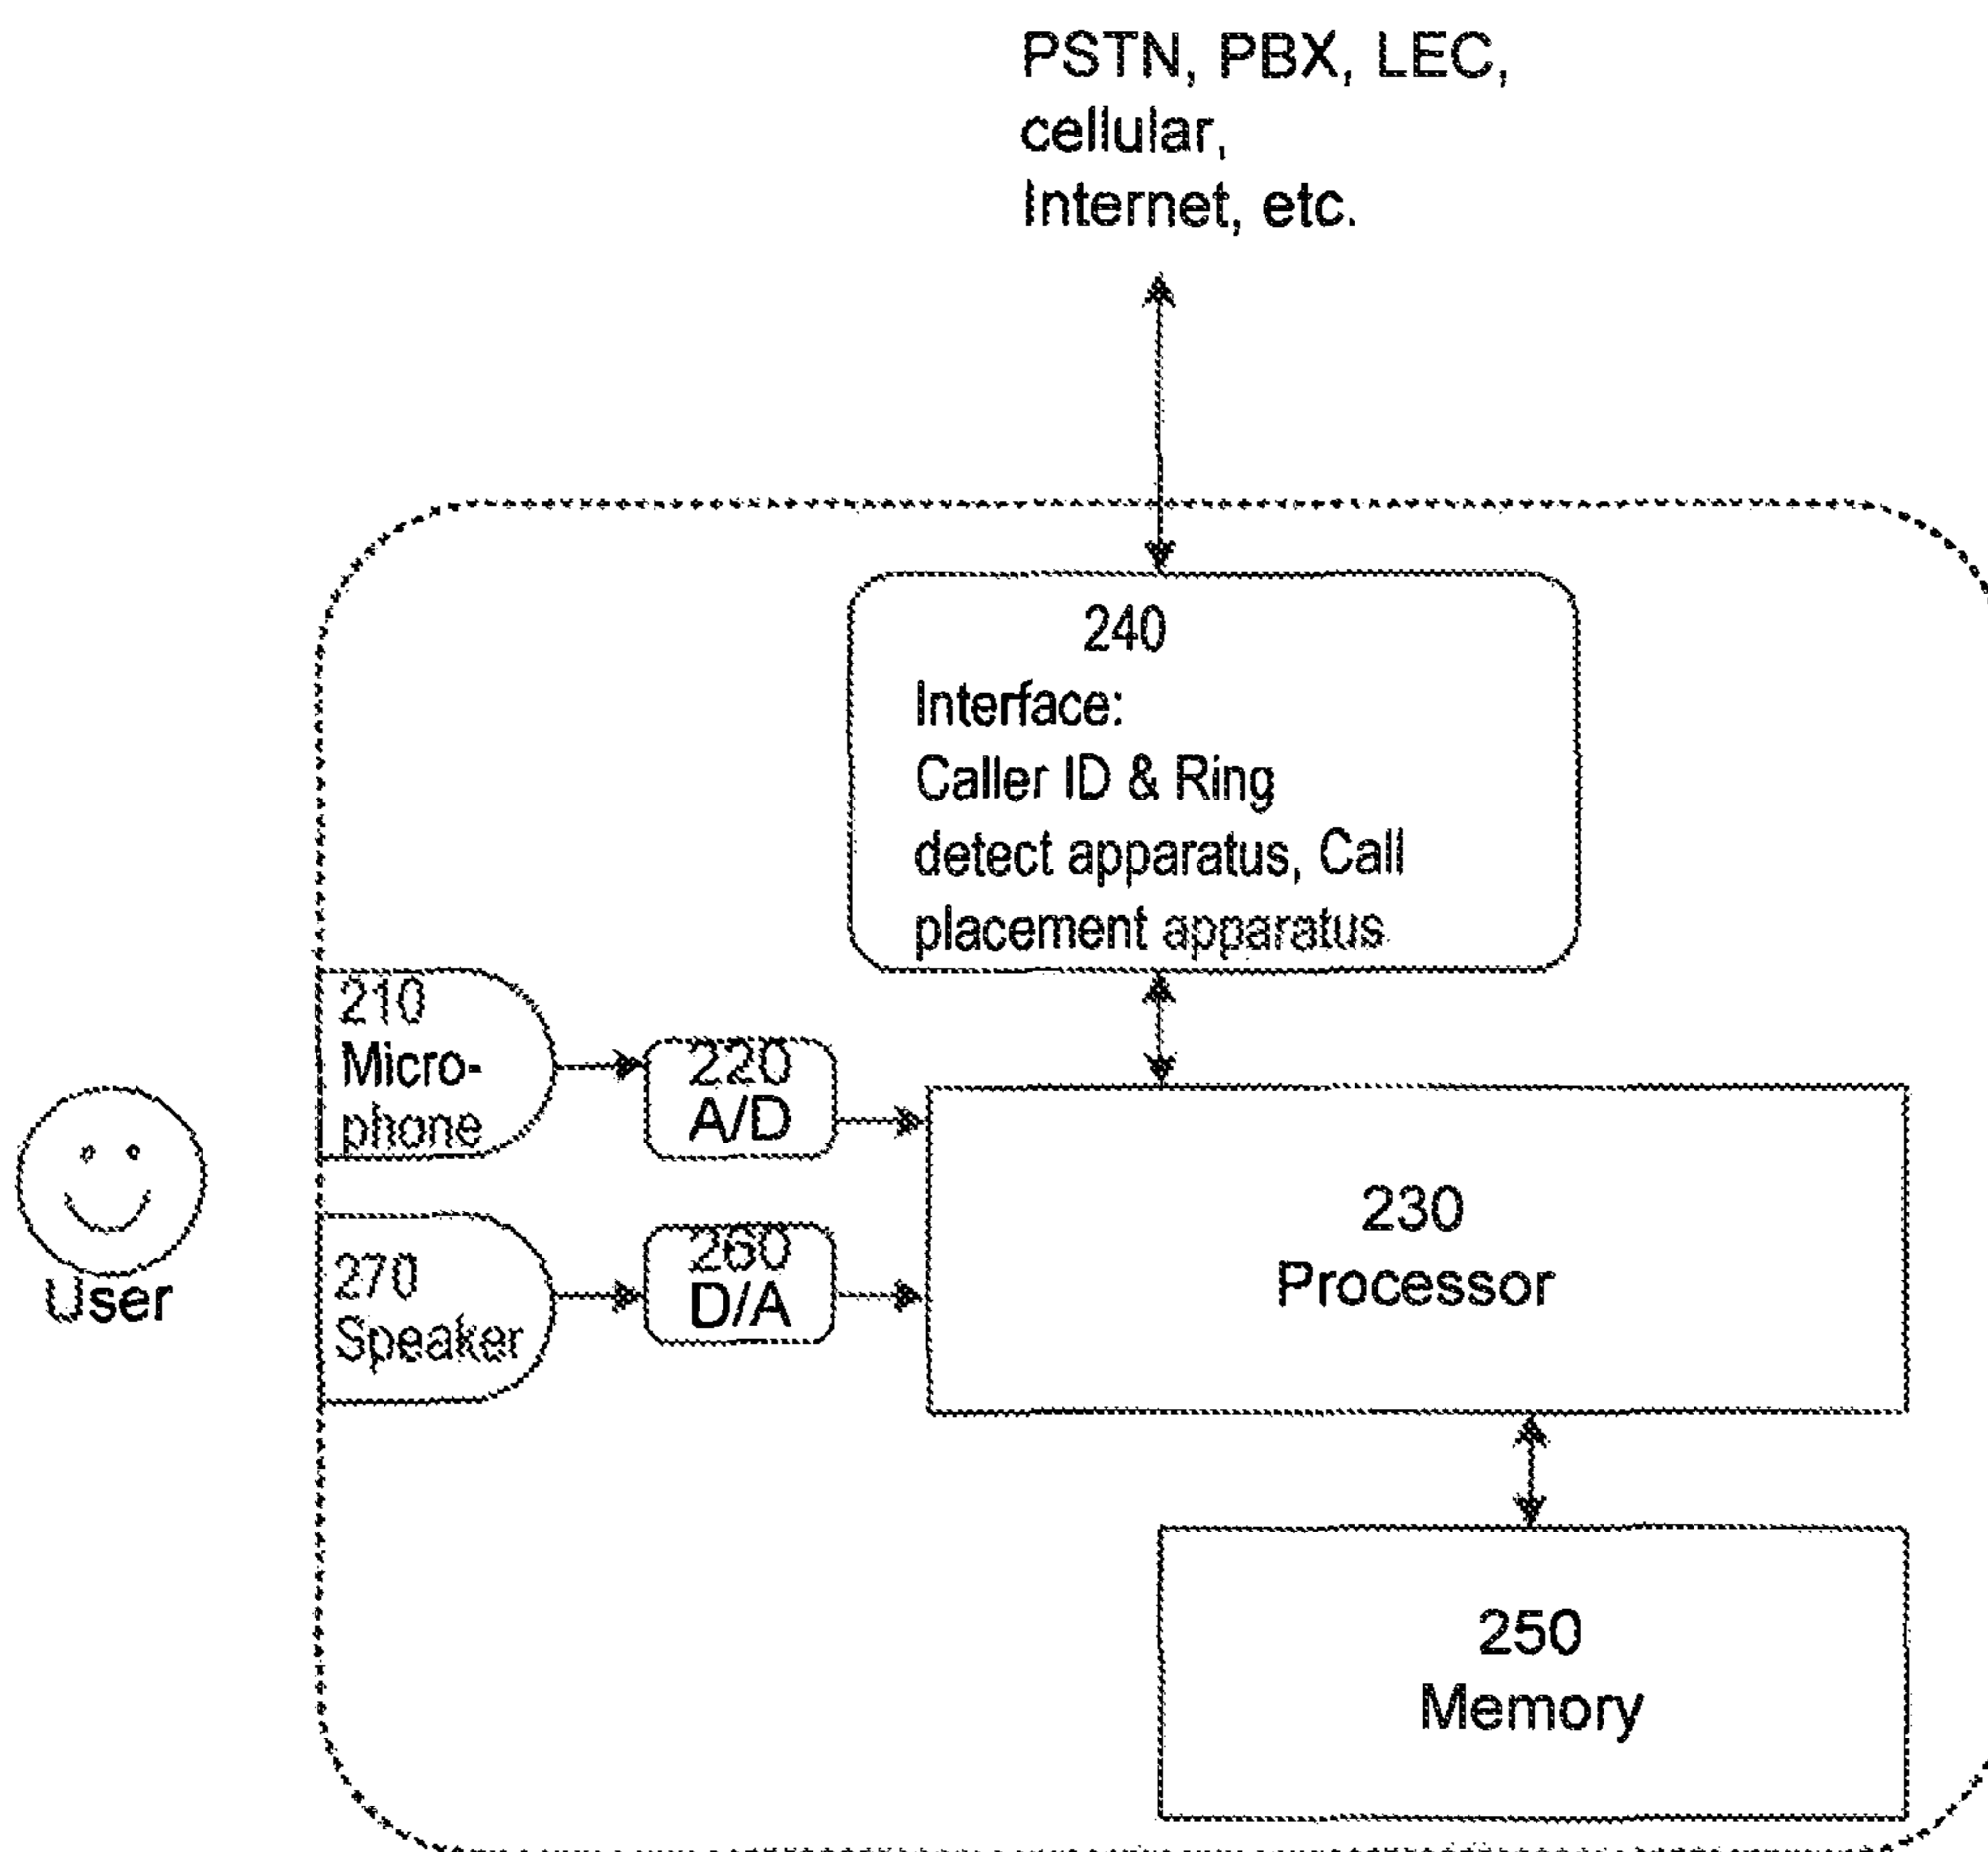 PSTN, PBX, LEC,
cellular,
Internet, etc.
240
Interface:
Caller ID & Ring
detect apparatus, Call
placement apparatus
210
Micro-
phone
220
A/D
230
Processor
User
270
Speaker
260
D/A
250
Memory